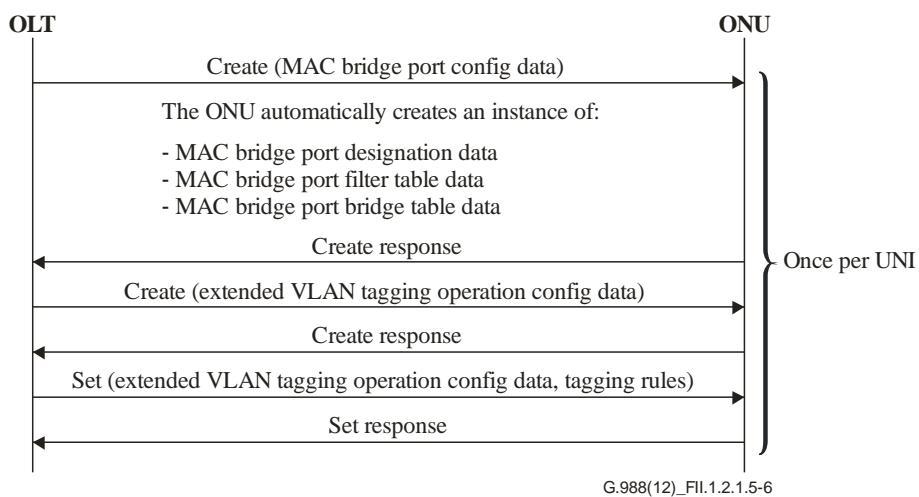 OLT
ONU
Create (MAC bridge port config data)
The ONU automatically creates an instance of:
- MAC bridge port designation data
- MAC bridge port filter table data
- MAC bridge port bridge table data
Create response
Once per UNI
Create (extended VLAN tagging operation config data)
Create response
Set (extended VLAN tagging operation config data, tagging rules)
Set response
G.988(12)_FII.1.2.1.5-6